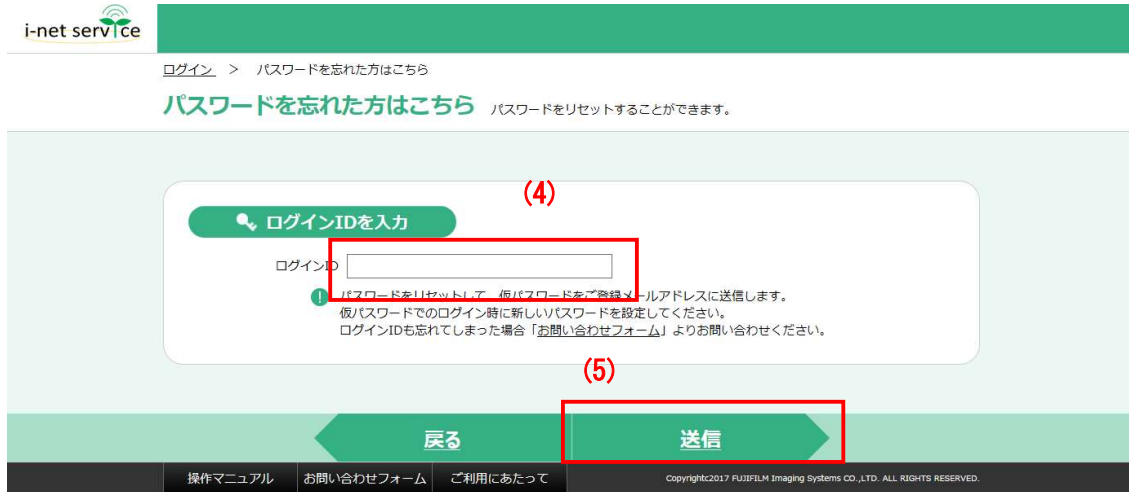 i-net service
ログイン > パスワードを忘れた方はこちら
パスワードを忘れた方はこちら パスワードをリセットすることができます。
(4)
ログインIDを入力
ログインID
パスワードをリセットして、仮パスワードをご登録メールアドレスに送信します。
仮パスワードでのログイン時に新しいパスワードを設定してください。
ログインIDも忘れてしまった場合「お問い合わせフォーム」よりお問い合わせください。
(5)
戻る 送信
操作マニュアル お問い合わせフォーム ご利用にあたって Copyrightc2017 FUJIFILM Imaging Systems CO.,LTD. ALL RIGHTS RESERVED.